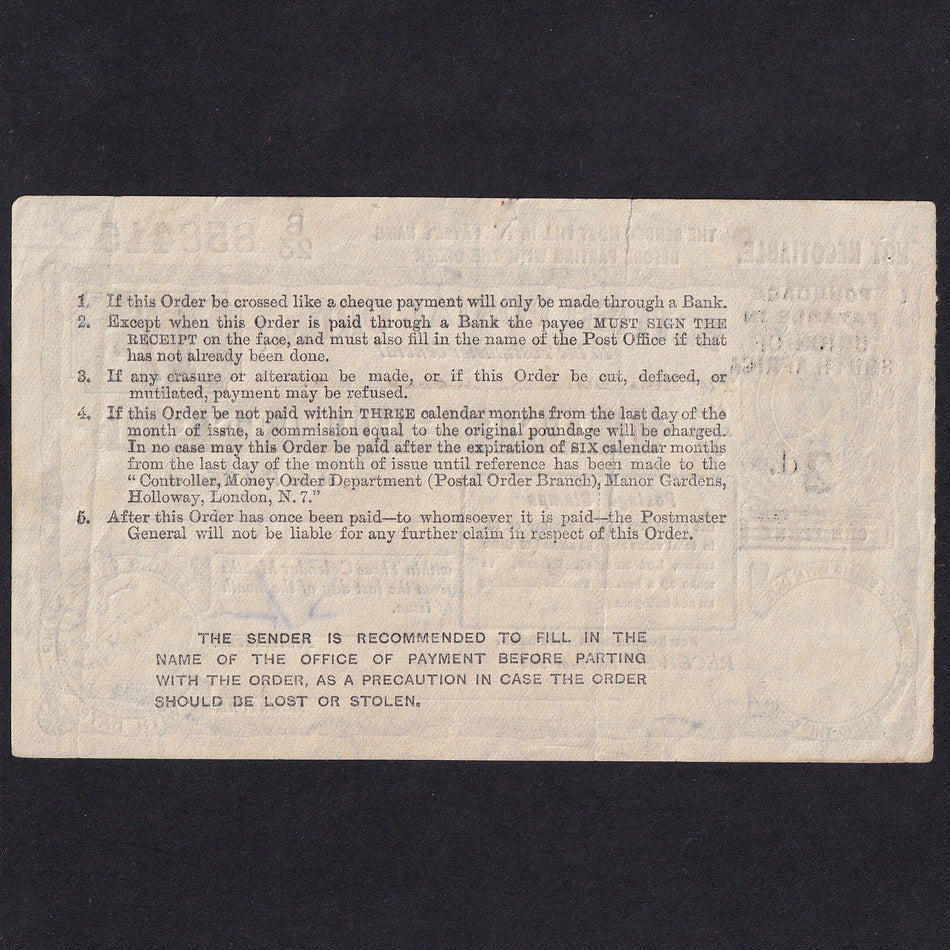 1. If this Order be crossed like a cheque payment will only be made through a Bank.
2. Except when this Order is paid through a Bank the payee MUST SIGN THE
RECEIPT on the face, and must also fill in the name of the Post Office if that
has not already been done.
3. If any erasure or alteration be made, or if this Order be cut, defaced, or
mutilated, payment may be refused.
4. If this Order be not paid within THREE calendar months from the last day of the
month of issue, a commission equal to the original poundage will be charged.
In no case may this Order be paid after the expiration of SIX calendar months
from the last day of the month of issue until reference has been made to the
“Controller, Money Order Department (Postal Order Branch), Manor Gardens,
Holloway, London, N. 7.”
5. After this Order has once been paid—to whomsoever it is paid—the Postmaster
General will not be liable for any further claim in respect of this Order.
THE SENDER IS RECOMMENDED TO FILL IN THE
NAME OF THE OFFICE OF PAYMENT BEFORE PARTING
WITH THE ORDER, AS A PRECAUTION IN CASE THE ORDER
SHOULD BE LOST OR STOLEN.